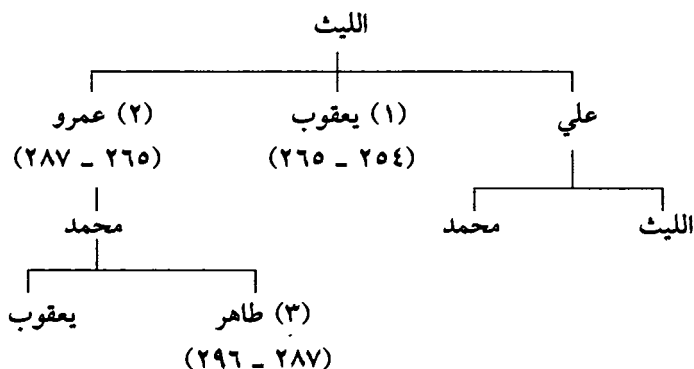 الليث
علي (١) يعقوب (٢) عمرو
(٢٥٤ - ٢٦٥) (٢٦٥ - ٢٨٧)
الليث محمد محمد
(٣) طاهر يعقوب
(٢٨٧ - ٢٩٦)